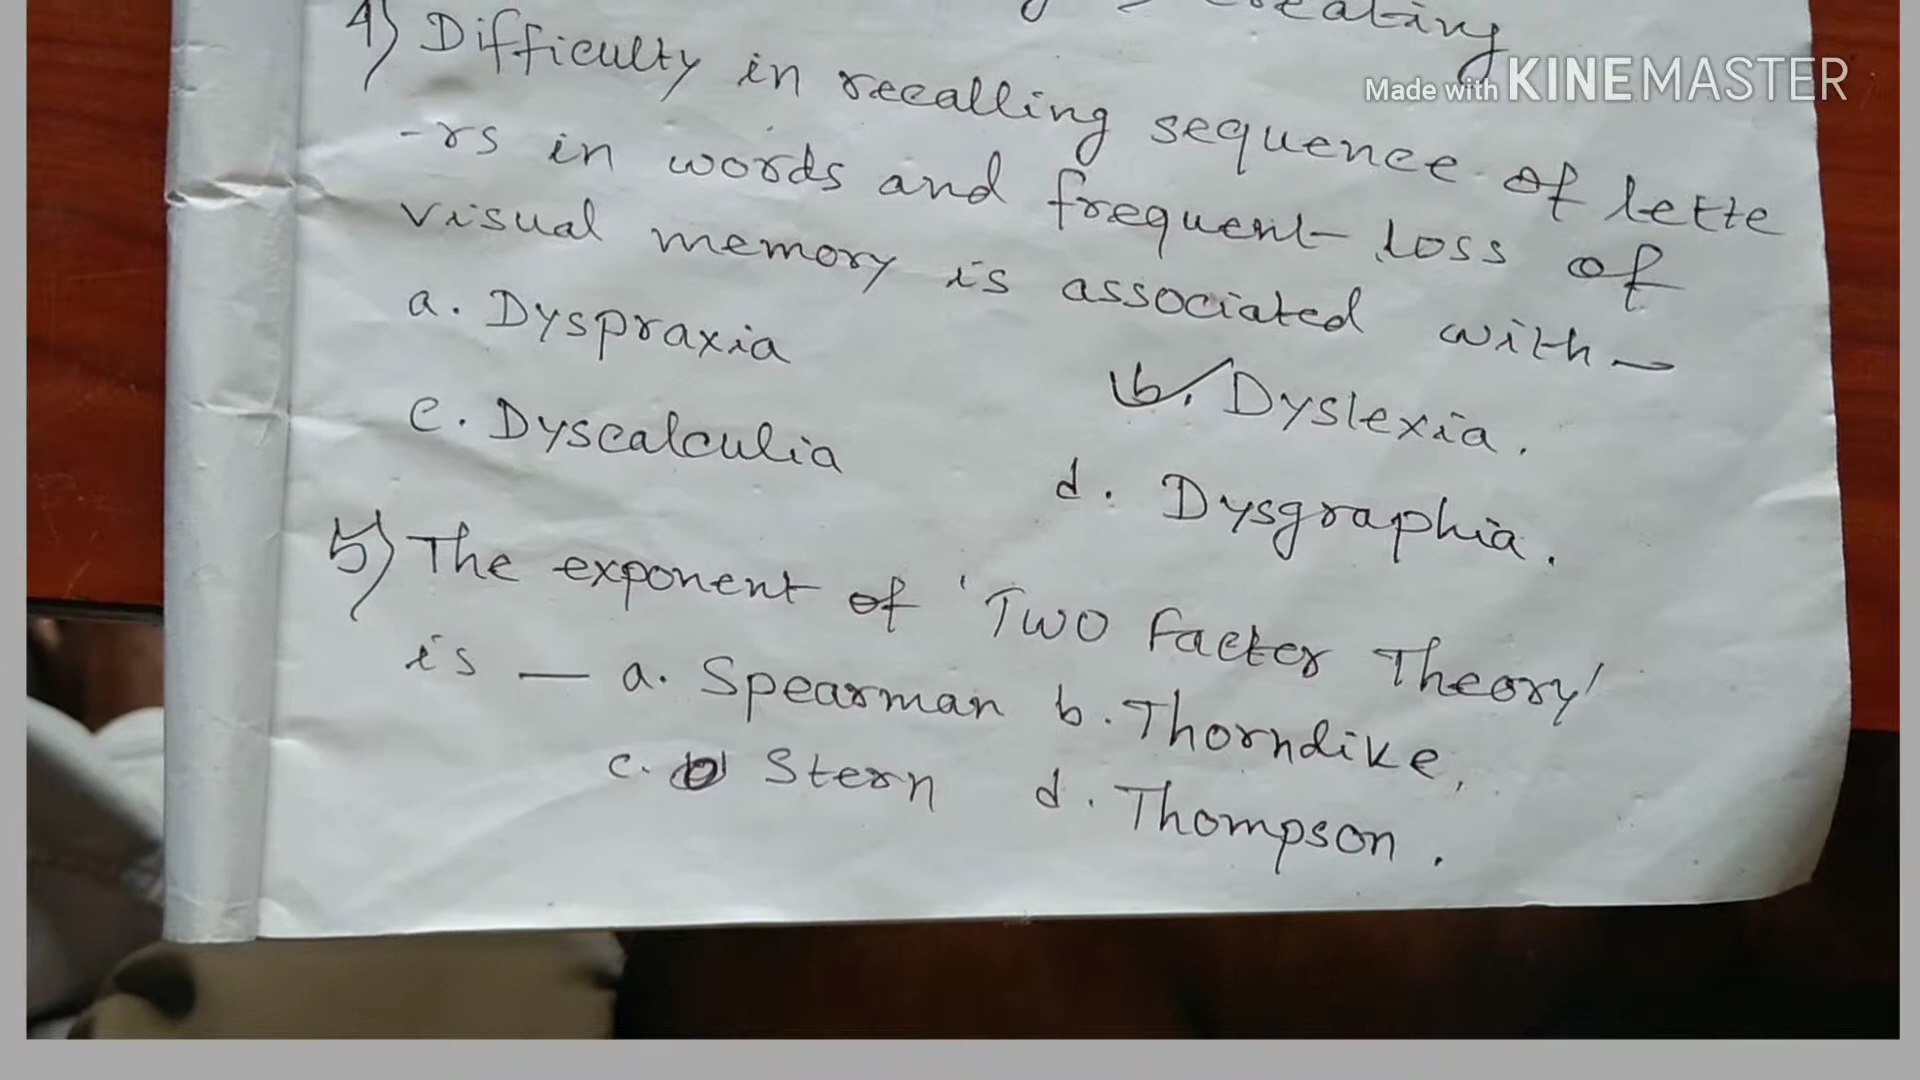 eating
Made with KINEMASTER
4) Difficulty in recalling sequence of lette
-rs in words and frequent loss of
visual memory is associated with—
a. Dyspraxia
b. Dyslexia.
c. Dyscalculia
d. Dysgraphia.
5) The exponent of 'Two Factor Theory'
is — a. Spearman b. Thorndike,
c. Stern d. Thompson.